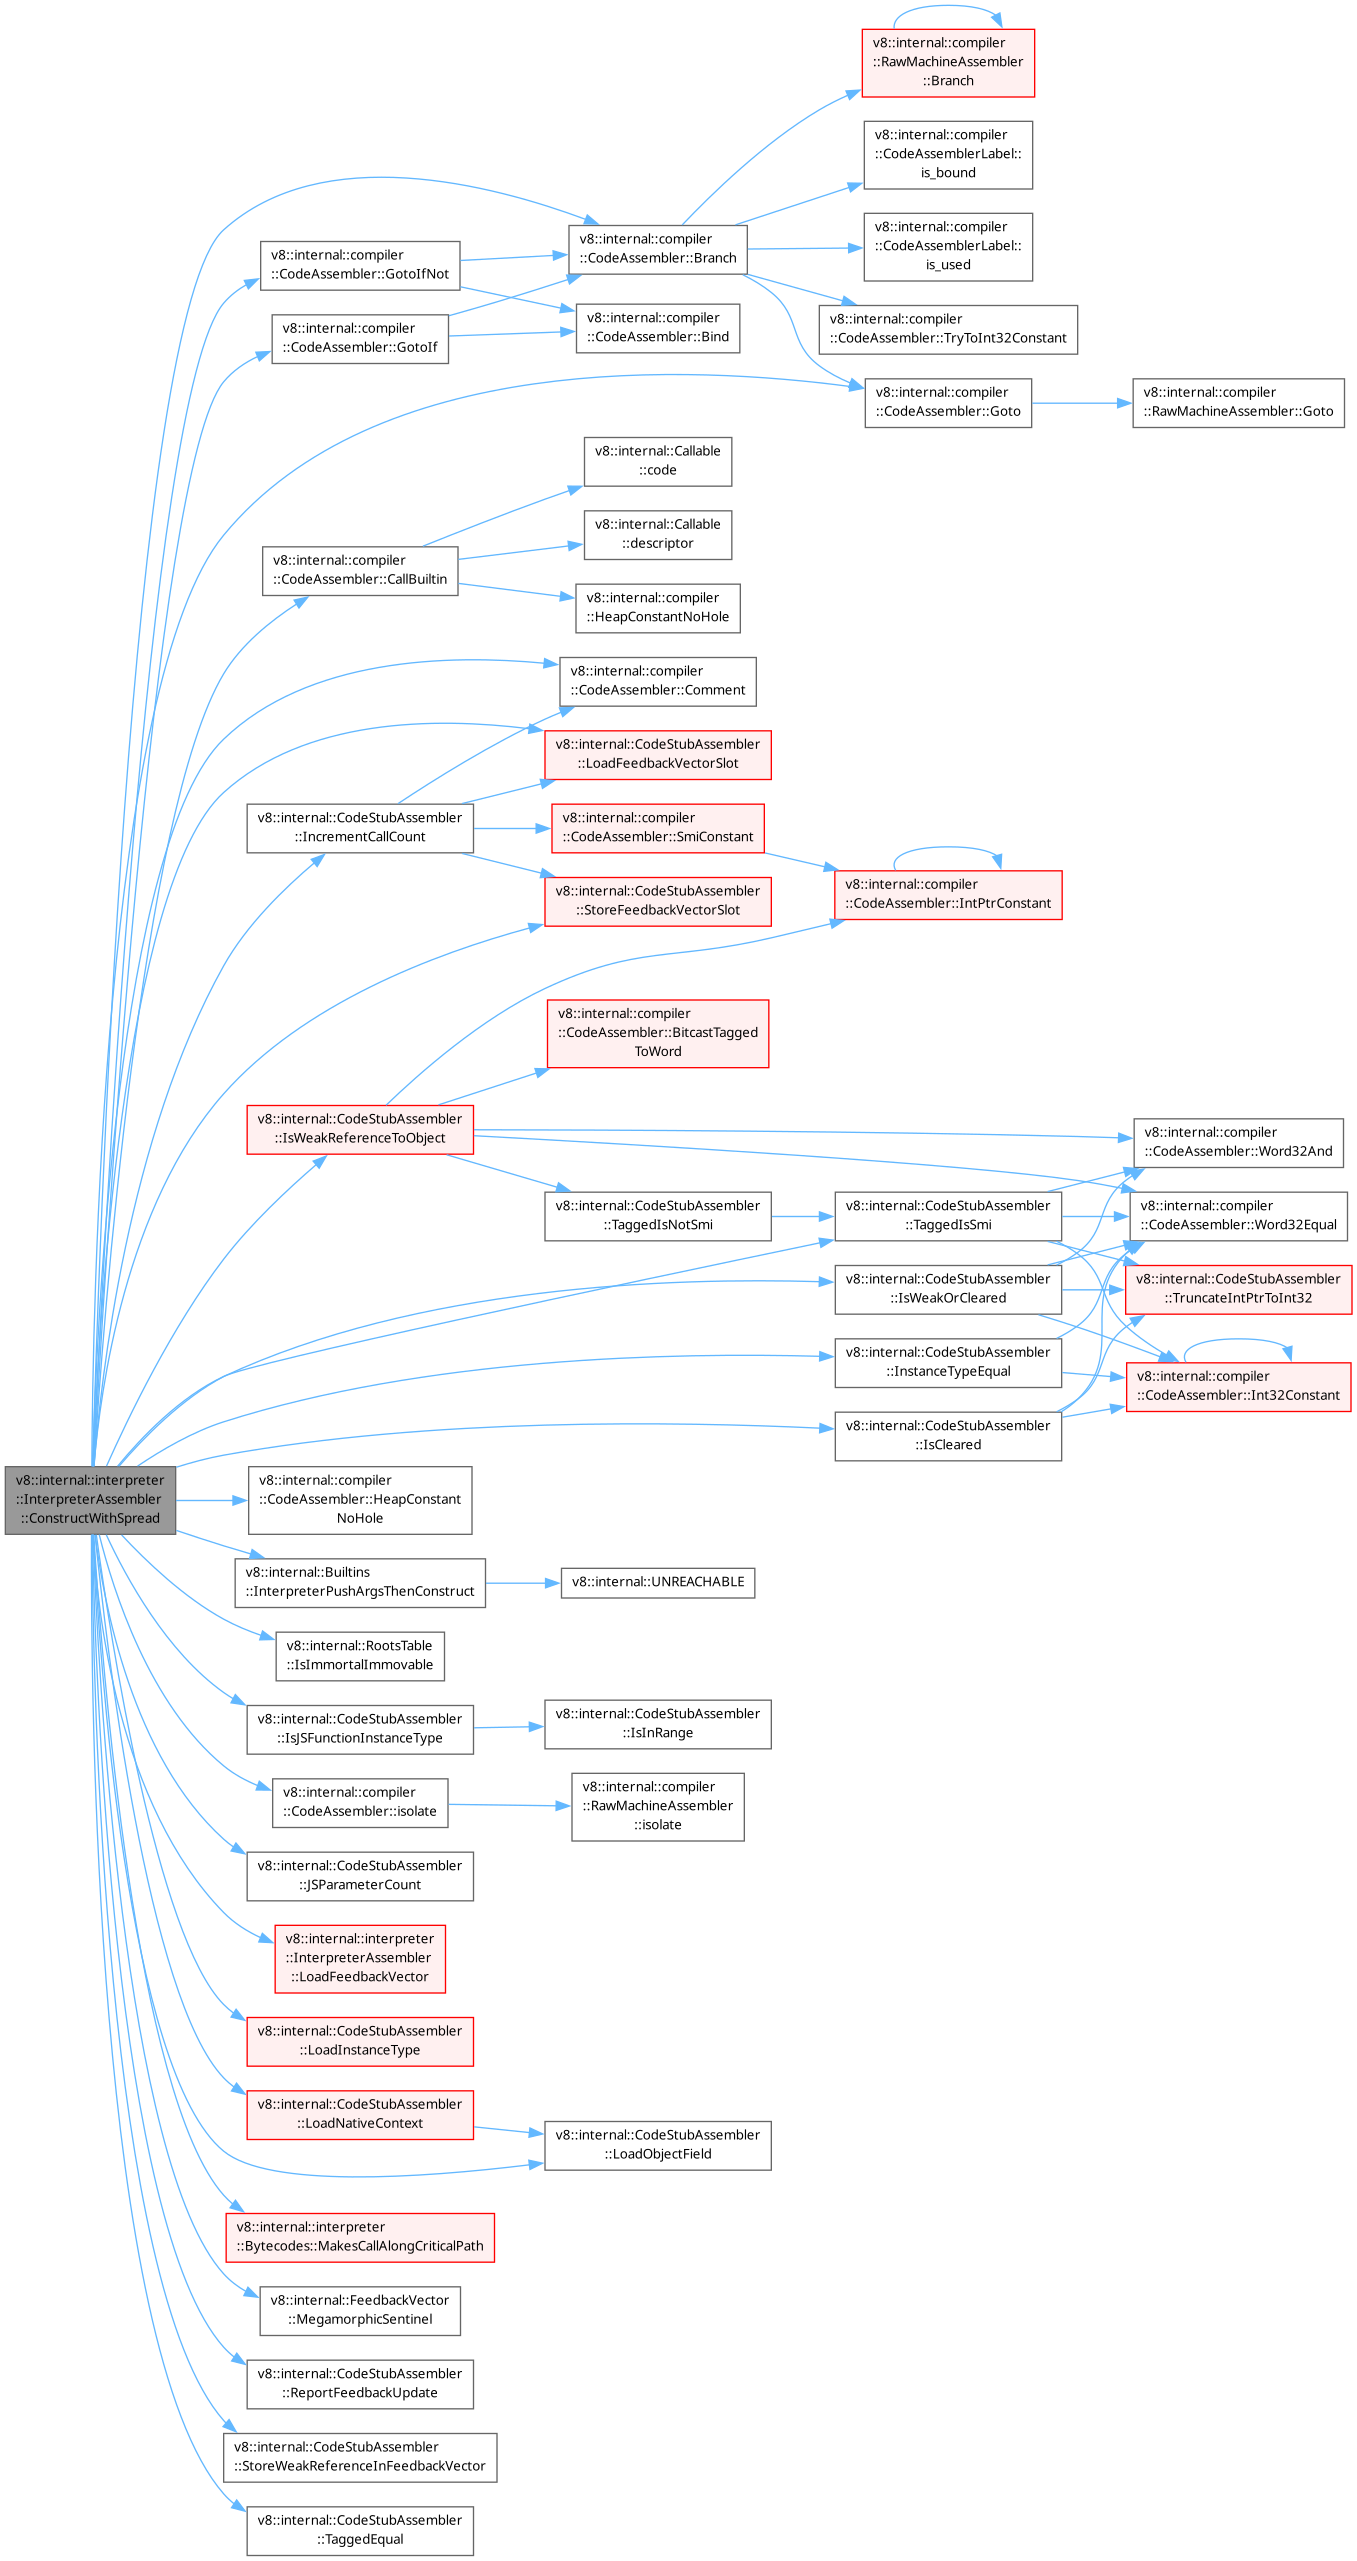 v8::internal::compiler
::RawMachineAssembler
::Branch
v8::internal::compiler
::CodeAssemblerLabel::
is_bound
v8::internal::compiler
::CodeAssemblerLabel::
is_used
v8::internal::compiler
::CodeAssembler::Branch
v8::internal::compiler
::CodeAssembler::GotoIfNot
v8::internal::compiler
::CodeAssembler::GotoIf
v8::internal::compiler
::CodeAssembler::Bind
v8::internal::compiler
::CodeAssembler::TryToInt32Constant
v8::internal::compiler
::CodeAssembler::Goto
v8::internal::compiler
::RawMachineAssembler::Goto
v8::internal::Callable
::code
v8::internal::Callable
::descriptor
v8::internal::compiler
::CodeAssembler::CallBuiltin
v8::internal::compiler
::HeapConstantNoHole
v8::internal::compiler
::CodeAssembler::Comment
v8::internal::CodeStubAssembler
::LoadFeedbackVectorSlot
v8::internal::CodeStubAssembler
::IncrementCallCount
v8::internal::compiler
::CodeAssembler::SmiConstant
v8::internal::CodeStubAssembler
::StoreFeedbackVectorSlot
v8::internal::compiler
::CodeAssembler::IntPtrConstant
v8::internal::compiler
::CodeAssembler::BitcastTagged
ToWord
v8::internal::CodeStubAssembler
::IsWeakReferenceToObject
v8::internal::compiler
::CodeAssembler::Word32And
v8::internal::CodeStubAssembler
::TaggedIsNotSmi
v8::internal::CodeStubAssembler
::TaggedIsSmi
v8::internal::compiler
::CodeAssembler::Word32Equal
v8::internal::CodeStubAssembler
::IsWeakOrCleared
v8::internal::CodeStubAssembler
::TruncateIntPtrToInt32
v8::internal::CodeStubAssembler
::InstanceTypeEqual
v8::internal::compiler
::CodeAssembler::Int32Constant
v8::internal::CodeStubAssembler
::IsCleared
v8::internal::interpreter
::InterpreterAssembler
::ConstructWithSpread
v8::internal::compiler
::CodeAssembler::HeapConstant
NoHole
v8::internal::Builtins
::InterpreterPushArgsThenConstruct
v8::internal::UNREACHABLE
v8::internal::RootsTable
::IsImmortalImmovable
v8::internal::CodeStubAssembler
::IsJSFunctionInstanceType
v8::internal::CodeStubAssembler
::IsInRange
v8::internal::compiler
::CodeAssembler::isolate
v8::internal::compiler
::RawMachineAssembler
::isolate
v8::internal::CodeStubAssembler
::JSParameterCount
v8::internal::interpreter
::InterpreterAssembler
::LoadFeedbackVector
v8::internal::CodeStubAssembler
::LoadInstanceType
v8::internal::CodeStubAssembler
::LoadNativeContext
v8::internal::CodeStubAssembler
::LoadObjectField
v8::internal::interpreter
::Bytecodes::MakesCallAlongCriticalPath
v8::internal::FeedbackVector
::MegamorphicSentinel
v8::internal::CodeStubAssembler
::ReportFeedbackUpdate
v8::internal::CodeStubAssembler
::StoreWeakReferenceInFeedbackVector
v8::internal::CodeStubAssembler
::TaggedEqual